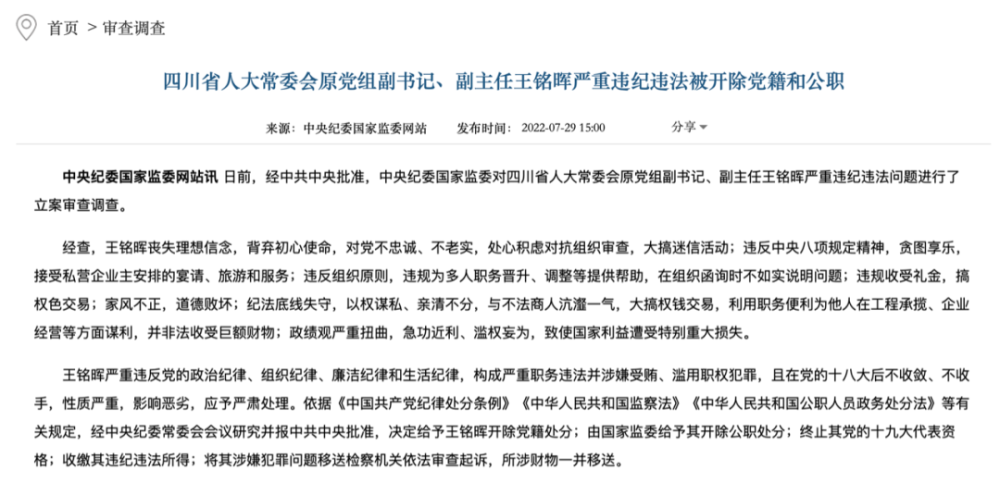 首页 > 审查调查
四川省人大常委会原党组副书记、副主任王铭晖严重违纪违法被开除党籍和公职
来源：中央纪委国家监委网站 发布时间：2022-07-29 15:00 分享
中央纪委国家监委网站讯 日前，经中共中央批准，中央纪委国家监委对四川省人大常委会原党组副书记、副主任王铭晖严重违纪违法问题进行了
立案审查调查。
经查，王铭晖丧失理想信念，背弃初心使命，对党不忠诚、不老实，处心积虑对抗组织审查，大搞迷信活动；违反中央八项规定精神，贪图享乐，
接受私营企业主安排的宴请、旅游和服务；违反组织原则，违规为多人职务晋升、调整等提供帮助，在组织函询时不如实说明问题；违规收受礼金，搞
权色交易；家风不正，道德败坏；纪法底线失守，以权谋私、亲清不分，与不法商人沆瀣一气，大搞权钱交易，利用职务便利为他人在工程承揽、企业
经营等方面谋利，并非法收受巨额财物；政绩观严重扭曲，急功近利、滥权妄为，致使国家利益遭受特别重大损失。
王铭晖严重违反党的政治纪律、组织纪律、廉洁纪律和生活纪律，构成严重职务违法并涉嫌受贿、滥用职权犯罪，且在党的十八大后不收敛、不收
手，性质严重，影响恶劣，应予严肃处理。依据《中国共产党纪律处分条例》《中华人民共和国监察法》《中华人民共和国公职人员政务处分法》等有
关规定，经中央纪委常委会会议研究并报中共中央批准，决定给予王铭晖开除党籍处分；由国家监委给予其开除公职处分；终止其党的十九大代表资
格；收缴其违纪违法所得；将其涉嫌犯罪问题移送检察机关依法审查起诉，所涉财物一并移送。